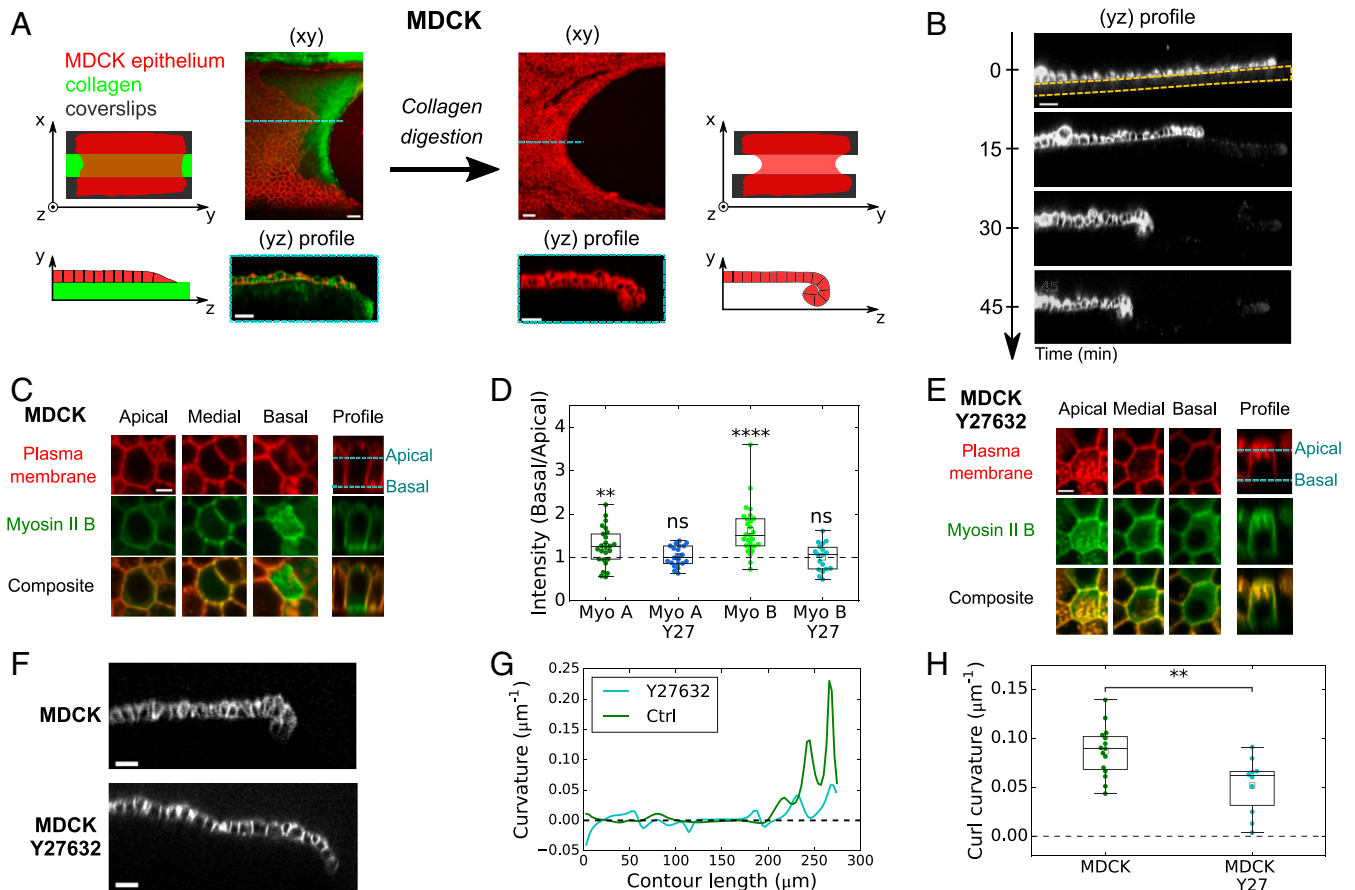 A
MDCK
(xy)
(xy)
MDCK epithelium
collagen
coverslips
Collagen
digestion
x
z
y
x
z
y
(yz) profile
(yz) profile
y
z
y
z
B
(yz) profile
0
15
30
45
Time (min)
C
MDCK
Apical
Medial
Basal
Profile
Plasma
membrane
Apical
Basal
Myosin II B
Composite
D
Intensity (Basal/Apical)
4
3
2
1
0
**
ns
****
ns
Myo A
Myo A
Y27
Myo B
Myo B
Y27
E
MDCK
Y27632
Apical
Medial
Basal
Profile
Plasma
membrane
Apical
Basal
Myosin II B
Composite
F
MDCK
MDCK
Y27632
G
Curvature (μm⁻¹)
0.25
0.20
0.15
0.10
0.05
0.00
−0.05
Y27632
Ctrl
0
50
100
150
200
250
300
Contour length (μm)
H
Curl curvature (μm⁻¹)
0.15
0.10
0.05
0.00
**
MDCK
MDCK
Y27